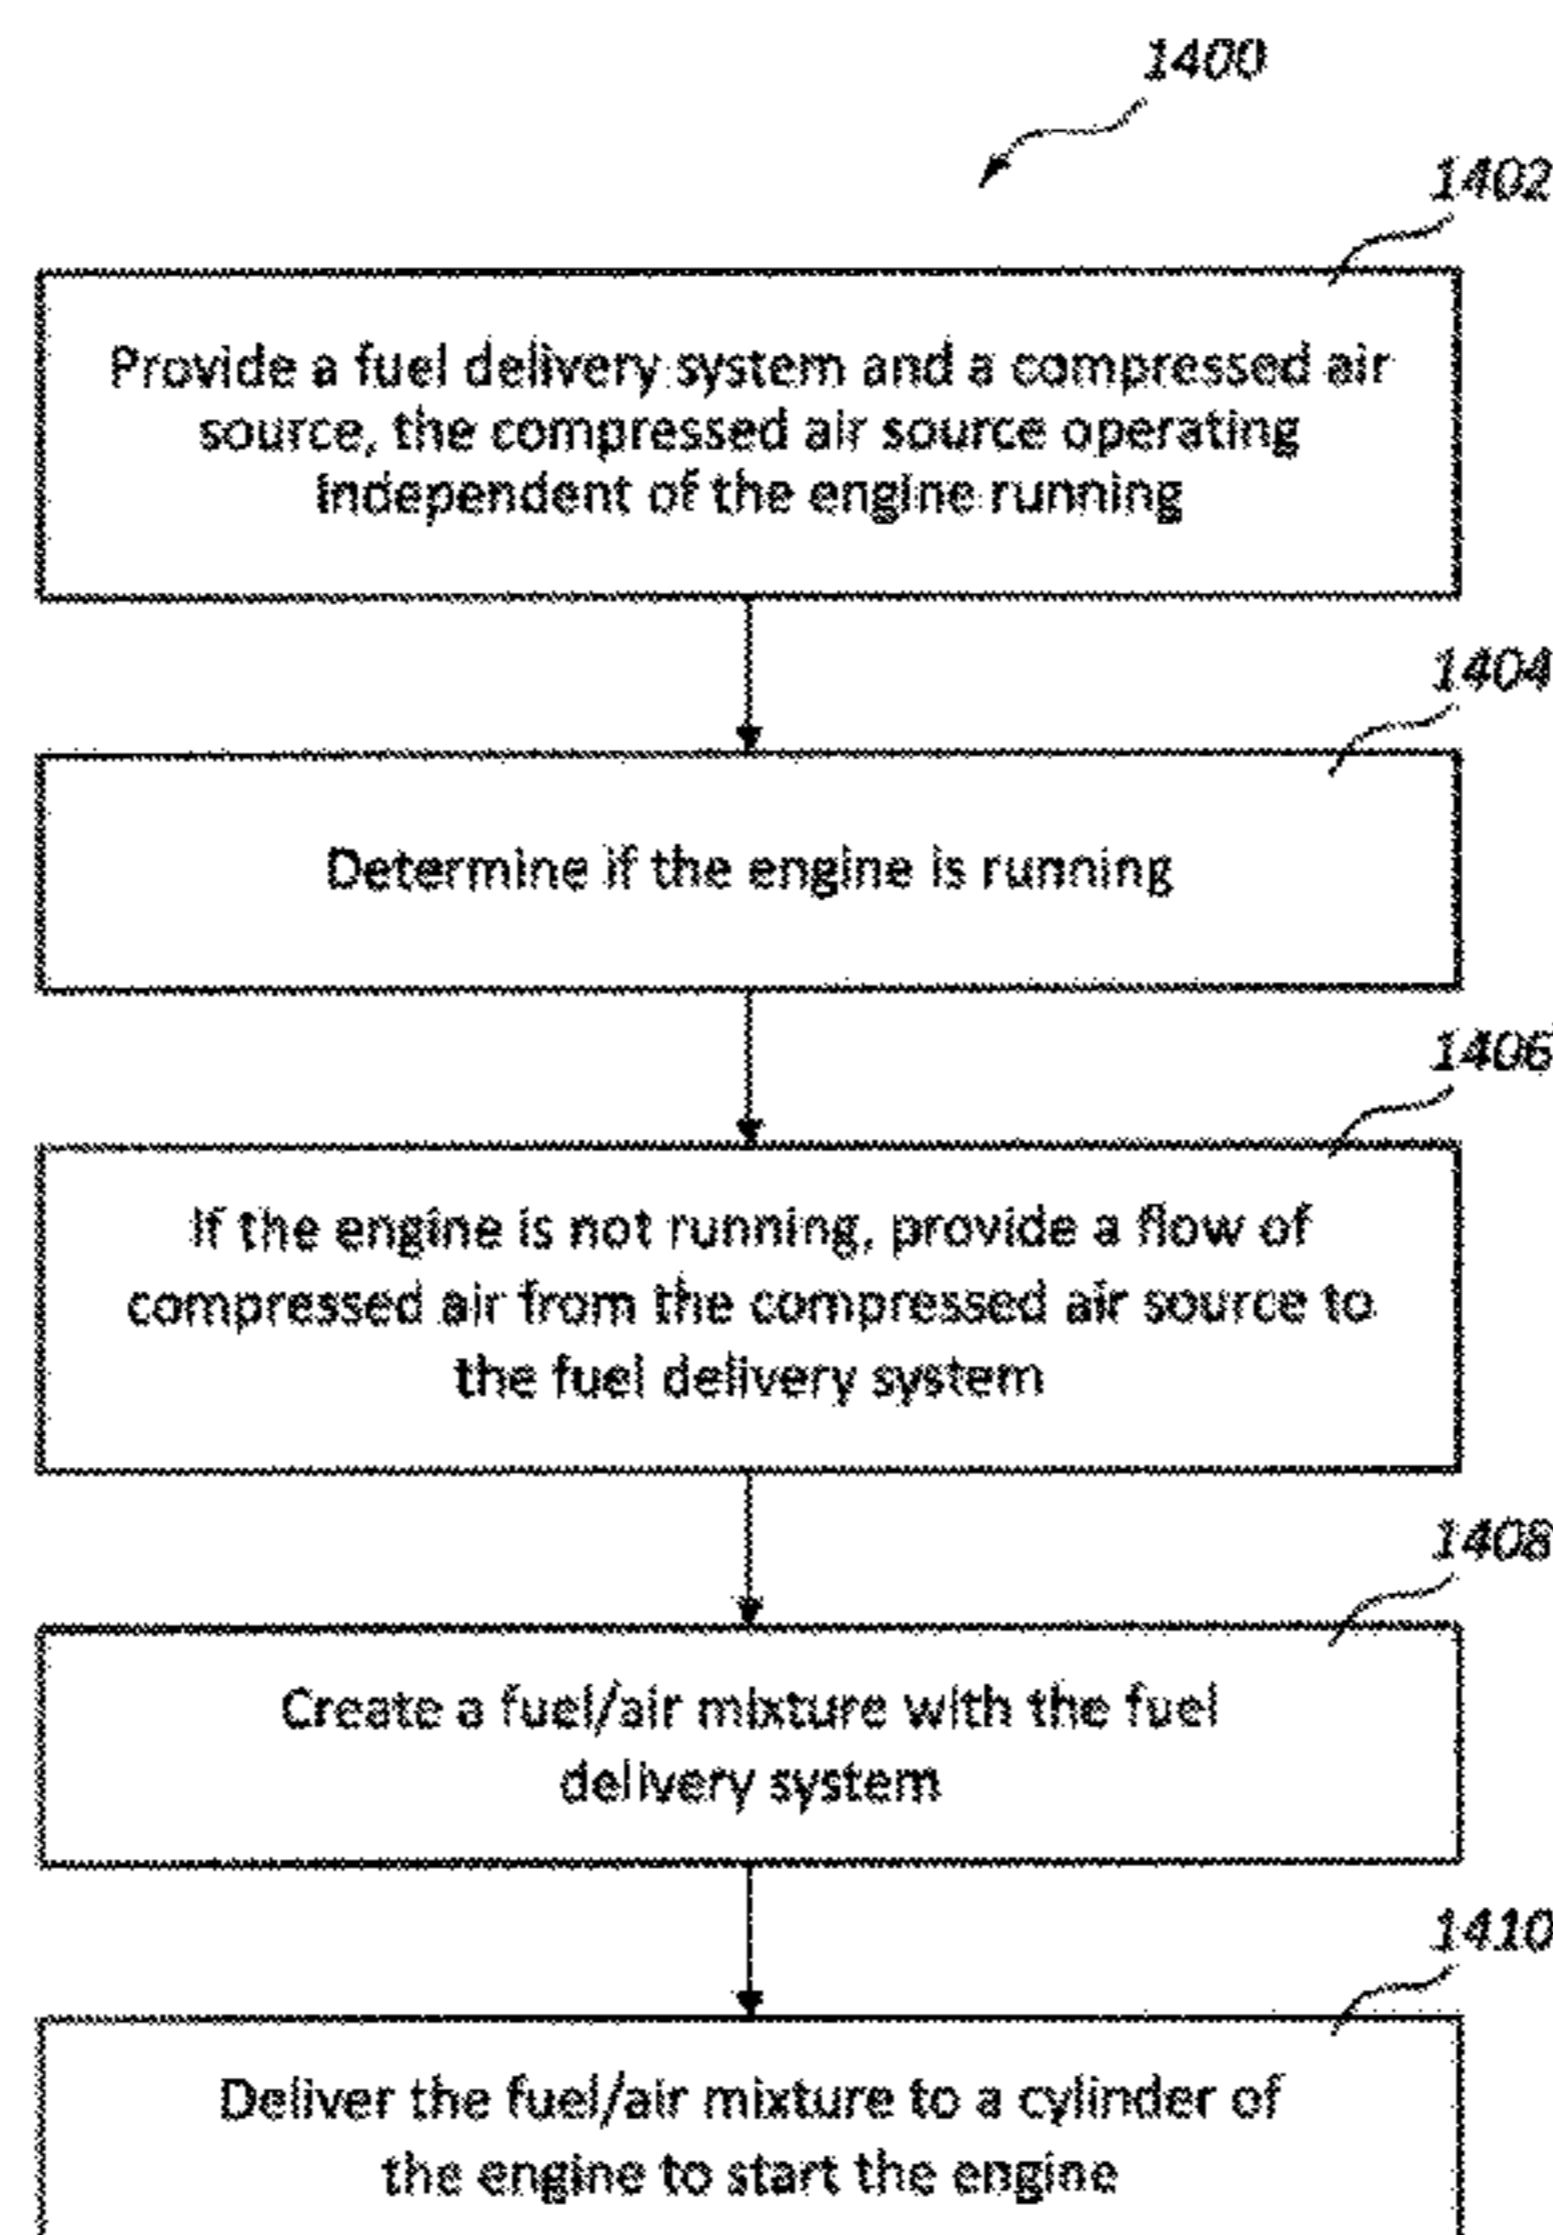 1400
1402
Provide a fuel delivery system and a compressed air
source, the compressed air source operating
independent of the engine running
1404
Determine if the engine is running
1406
If the engine is not running, provide a flow of
compressed air from the compressed air source to
the fuel delivery system
1408
Create a fuel/air mixture with the fuel
delivery system
1410
Deliver the fuel/air mixture to a cylinder of
the engine to start the engine